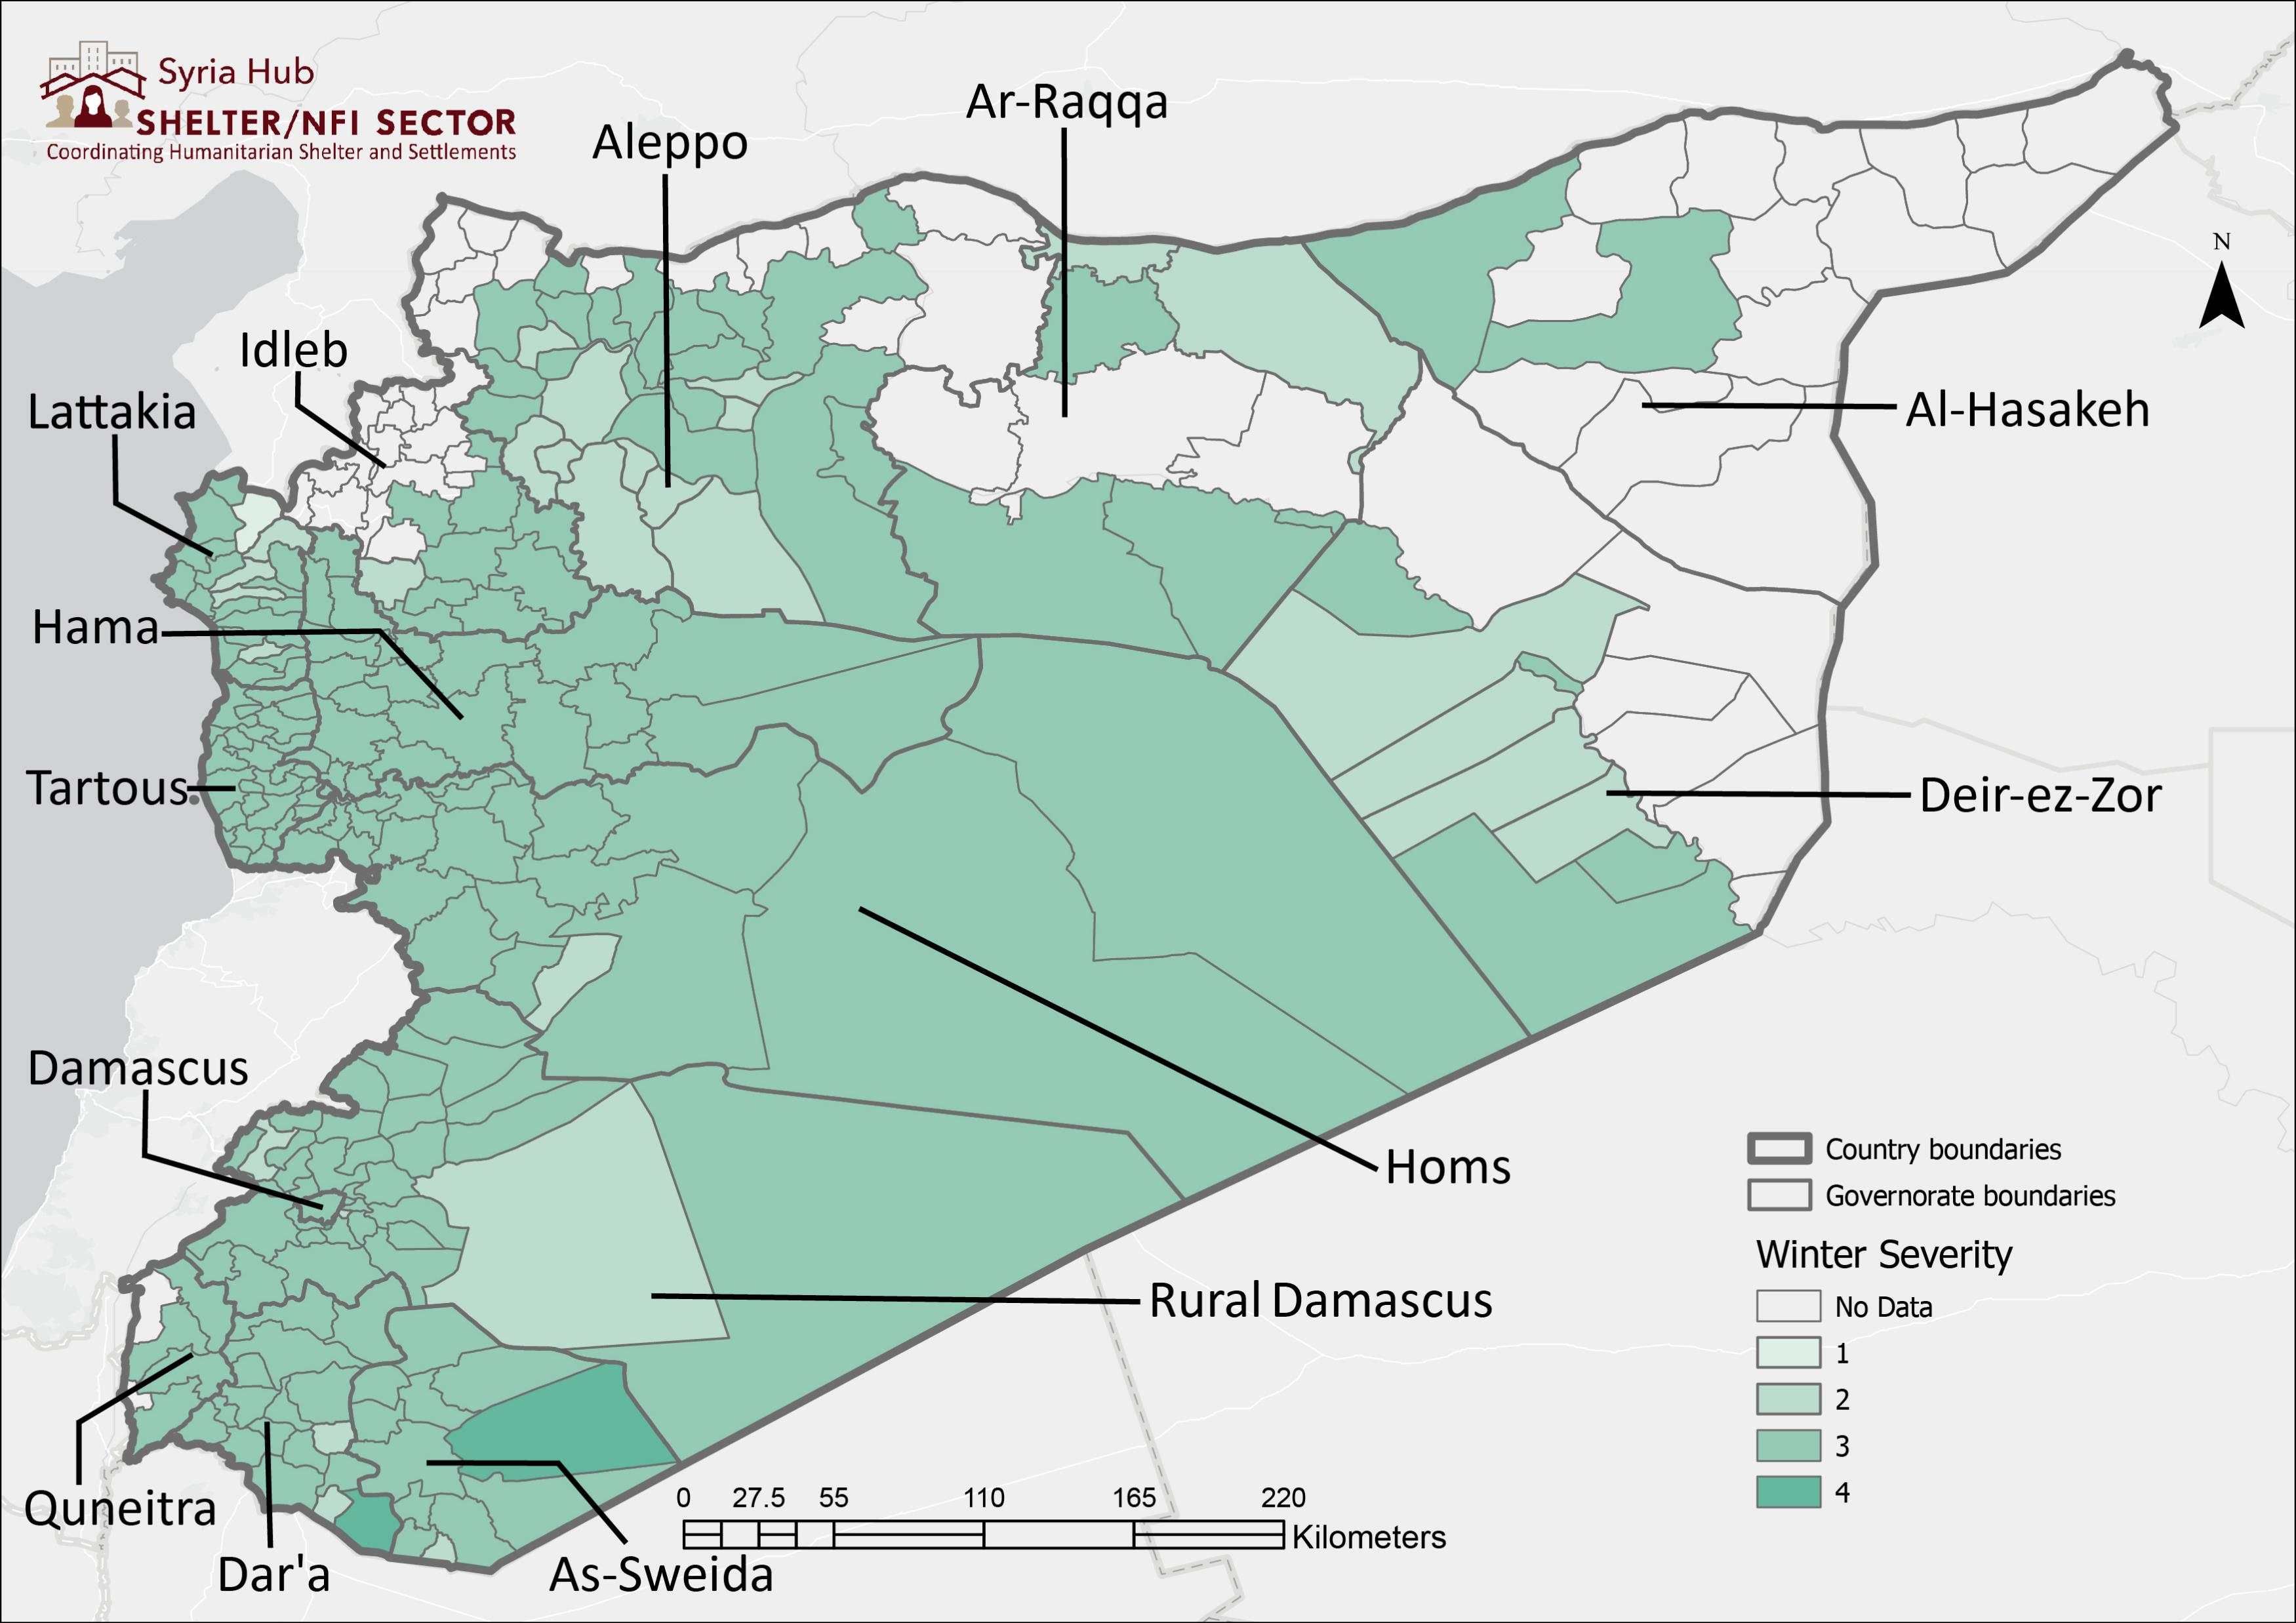 Syria Hub
SHELTER/NFI SECTOR
Coordinating Humanitarian Shelter and Settlements
Ar-Raqqa
Aleppo
N
Idleb
Lattakia
Al-Hasakeh
Hama
Tartous
Deir-ez-Zor
Damascus
Homs
Rural Damascus
Quneitra
Dar'a
As-Sweida
0 27.5 55 110 165 220
Kilometers
Country boundaries
Governorate boundaries
Winter Severity
No Data
1
2
3
4